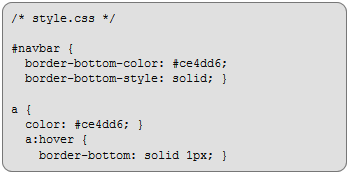 /* style.css */

#navbar {
  border-bottom-color: #ce4dd6;
  border-bottom-style: solid; }

a {
  color: #ce4dd6; }
  a:hover {
    border-bottom: solid 1px; }